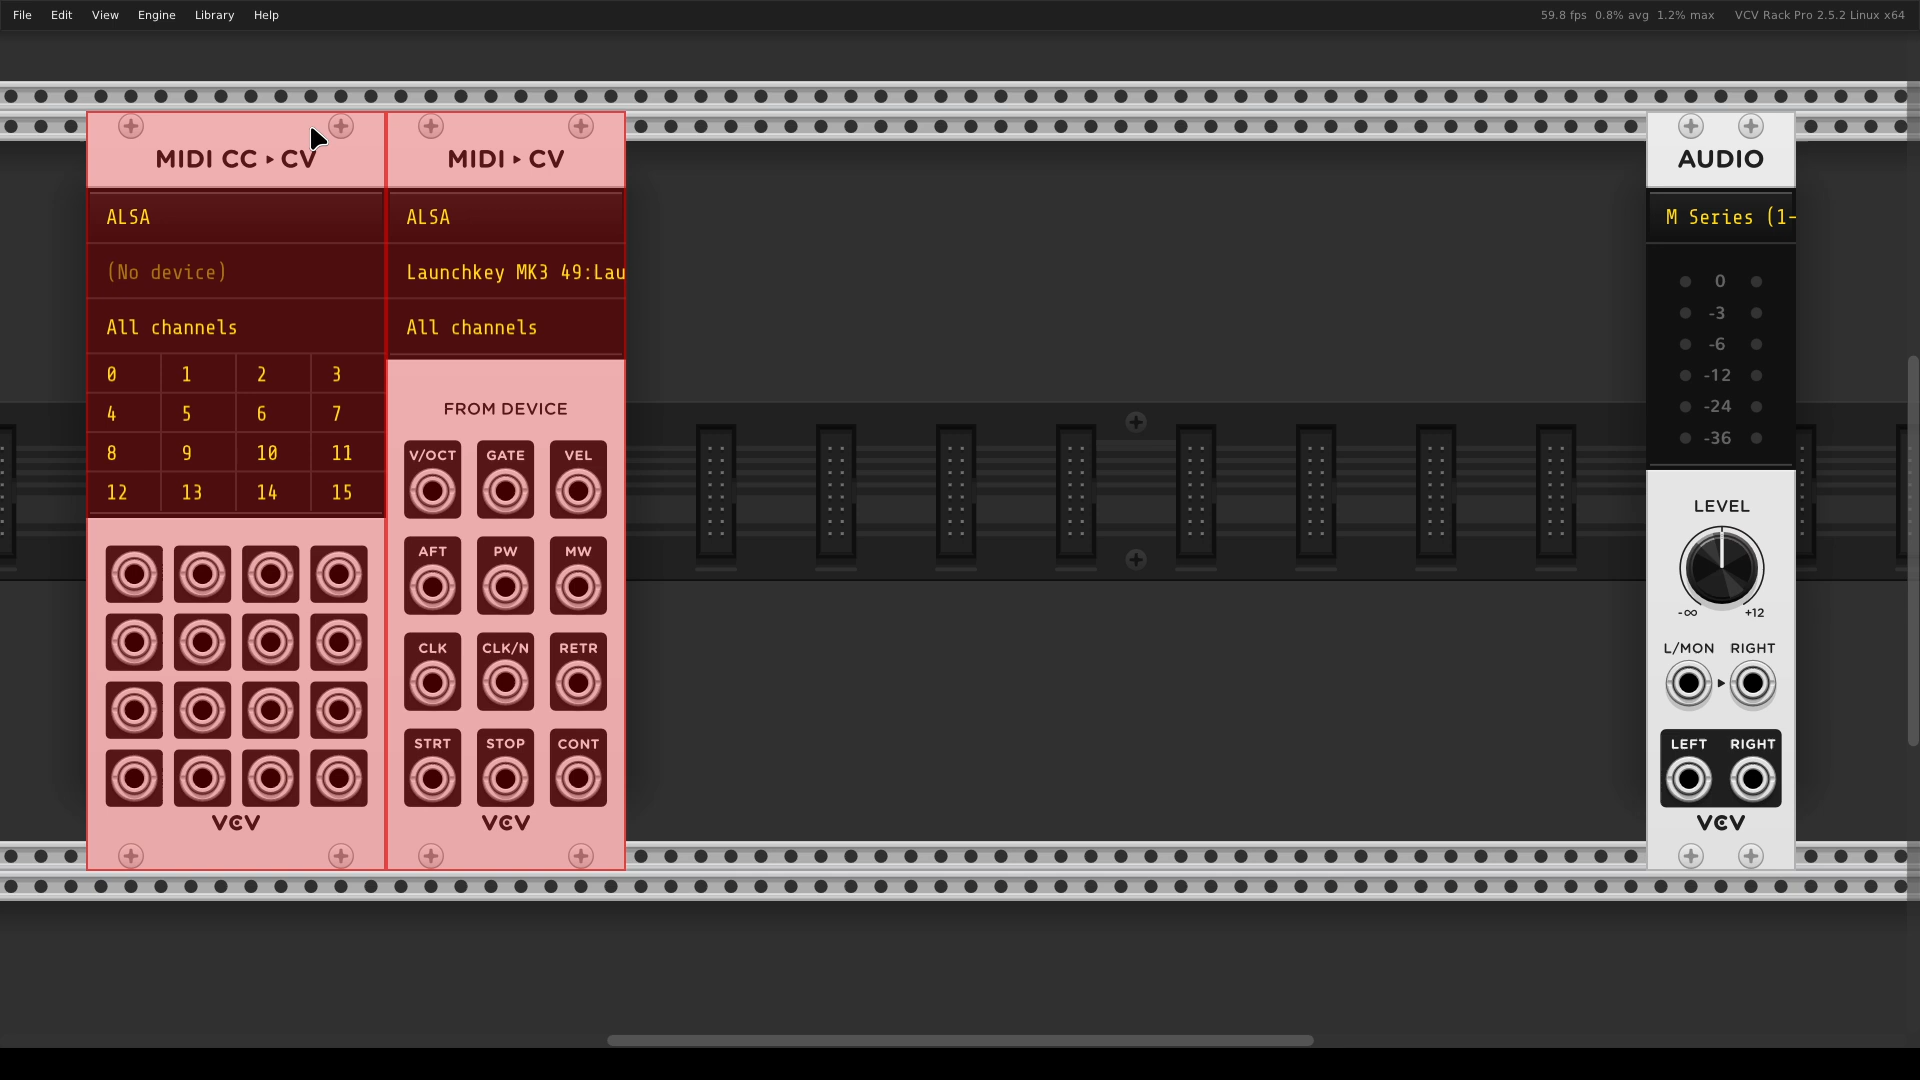 File Edit View Engine Library Help
59.8 fps 0.8% avg 1.2% max VCV Rack Pro 2.5.2 Linux x64
MIDI CC ▸ CV
ALSA
(No device)
All channels
0 1 2 3
4 5 6 7
8 9 10 11
12 13 14 15
VCV
MIDI ▸ CV
ALSA
Launchkey MK3 49:Lau
All channels
FROM DEVICE
V/OCT GATE VEL
AFT PW MW
CLK CLK/N RETR
STRT STOP CONT
VCV
AUDIO
M Series (1-
0
-3
-6
-12
-24
-36
LEVEL
-∞ +12
L/MON RIGHT
LEFT RIGHT
VCV